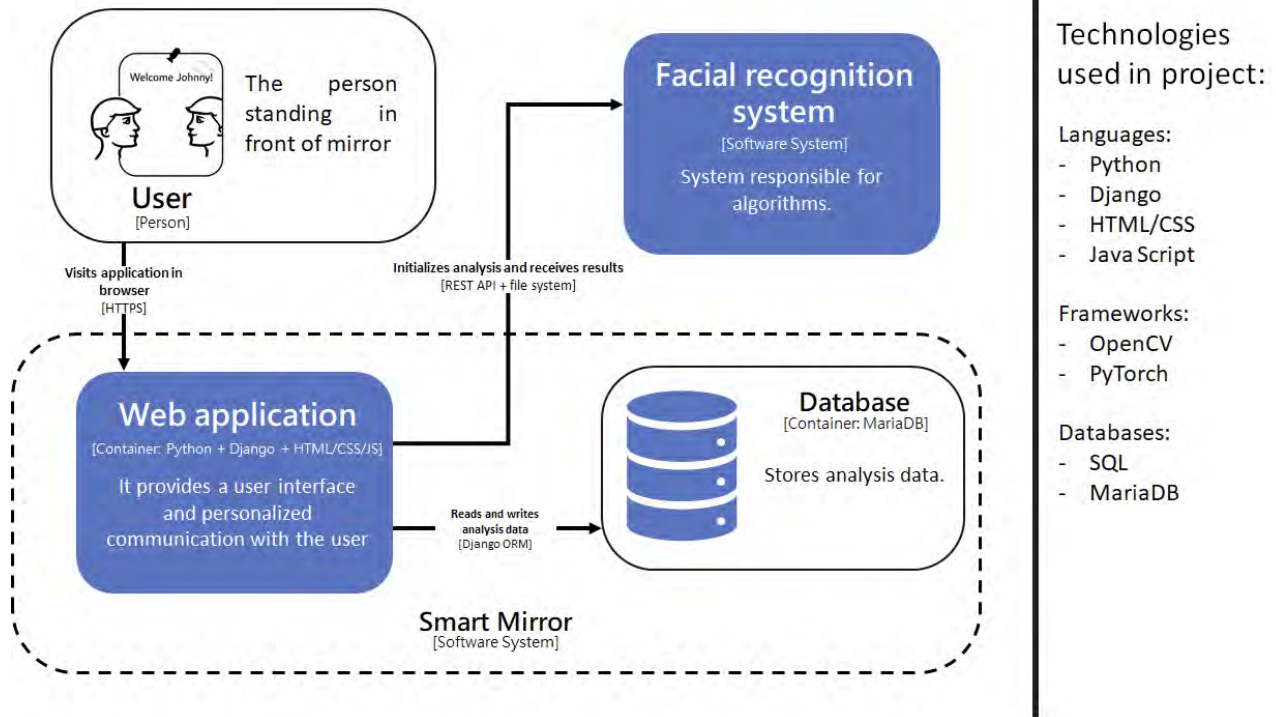 Welcome Johnny!
The person
standing in
front of mirror
User
[Person]
Visits application in
browser
[HTTPS]
Facial recognition
system
[Software System]
System responsible for
algorithms.
Initializes analysis and receives results
[REST API + file system]
Web application
[Container: Python + Django + HTML/CSS/JS]
It provides a user interface
and personalized
communication with the user
Reads and writes
analysis data
[Django ORM]
Database
[Container: MariaDB]
Stores analysis data.
Smart Mirror
[Software System]
Technologies
used in project:
Languages:
- Python
- Django
- HTML/CSS
- Java Script
Frameworks:
- OpenCV
- PyTorch
Databases:
- SQL
- MariaDB